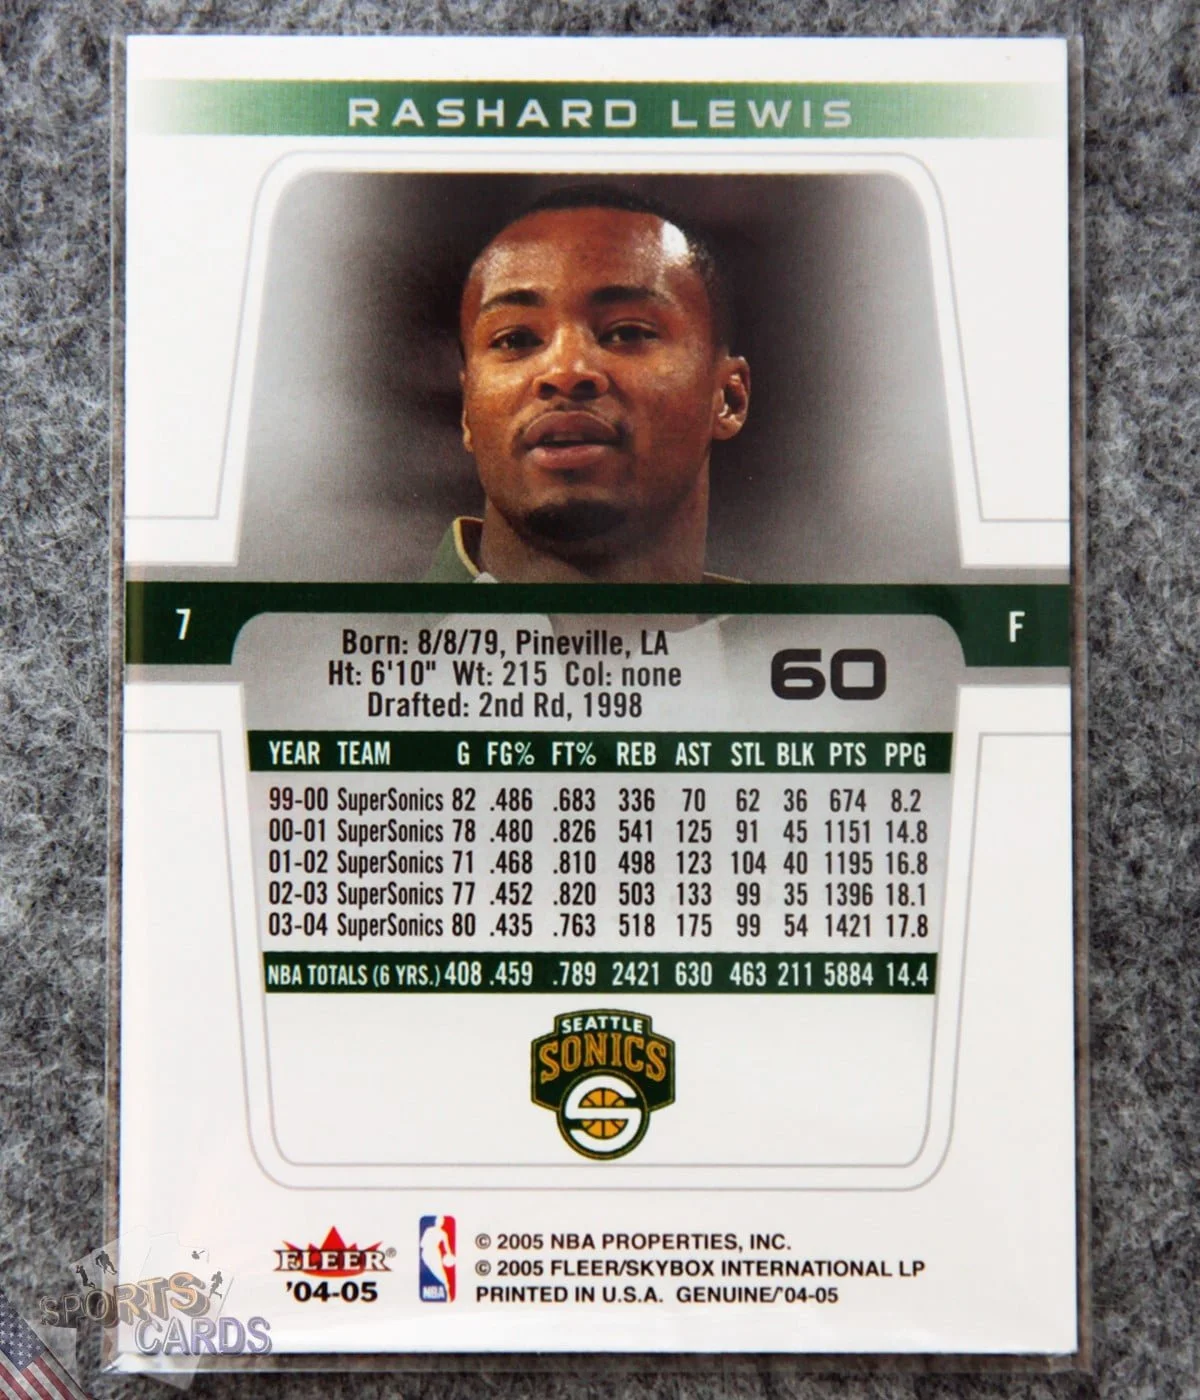 RASHARD LEWIS
7
F
Born: 8/8/79, Pineville, LA
Ht: 6'10" Wt: 215 Col: none
Drafted: 2nd Rd, 1998
60
YEAR TEAM G FG% FT% REB AST STL BLK PTS PPG
99-00 SuperSonics 82 .486 .683 336 70 62 36 674 8.2
00-01 SuperSonics 78 .480 .826 541 125 91 45 1151 14.8
01-02 SuperSonics 71 .468 .810 498 123 104 40 1195 16.8
02-03 SuperSonics 77 .452 .820 503 133 99 35 1396 18.1
03-04 SuperSonics 80 .435 .763 518 175 99 54 1421 17.8
NBA TOTALS (6 YRS.) 408 .459 .789 2421 630 463 211 5884 14.4
SEATTLE
SONICS
FLEER®
'04-05
NBA
© 2005 NBA PROPERTIES, INC.
© 2005 FLEER/SKYBOX INTERNATIONAL LP
PRINTED IN U.S.A. GENUINE/'04-05
SPORTS
CARDS